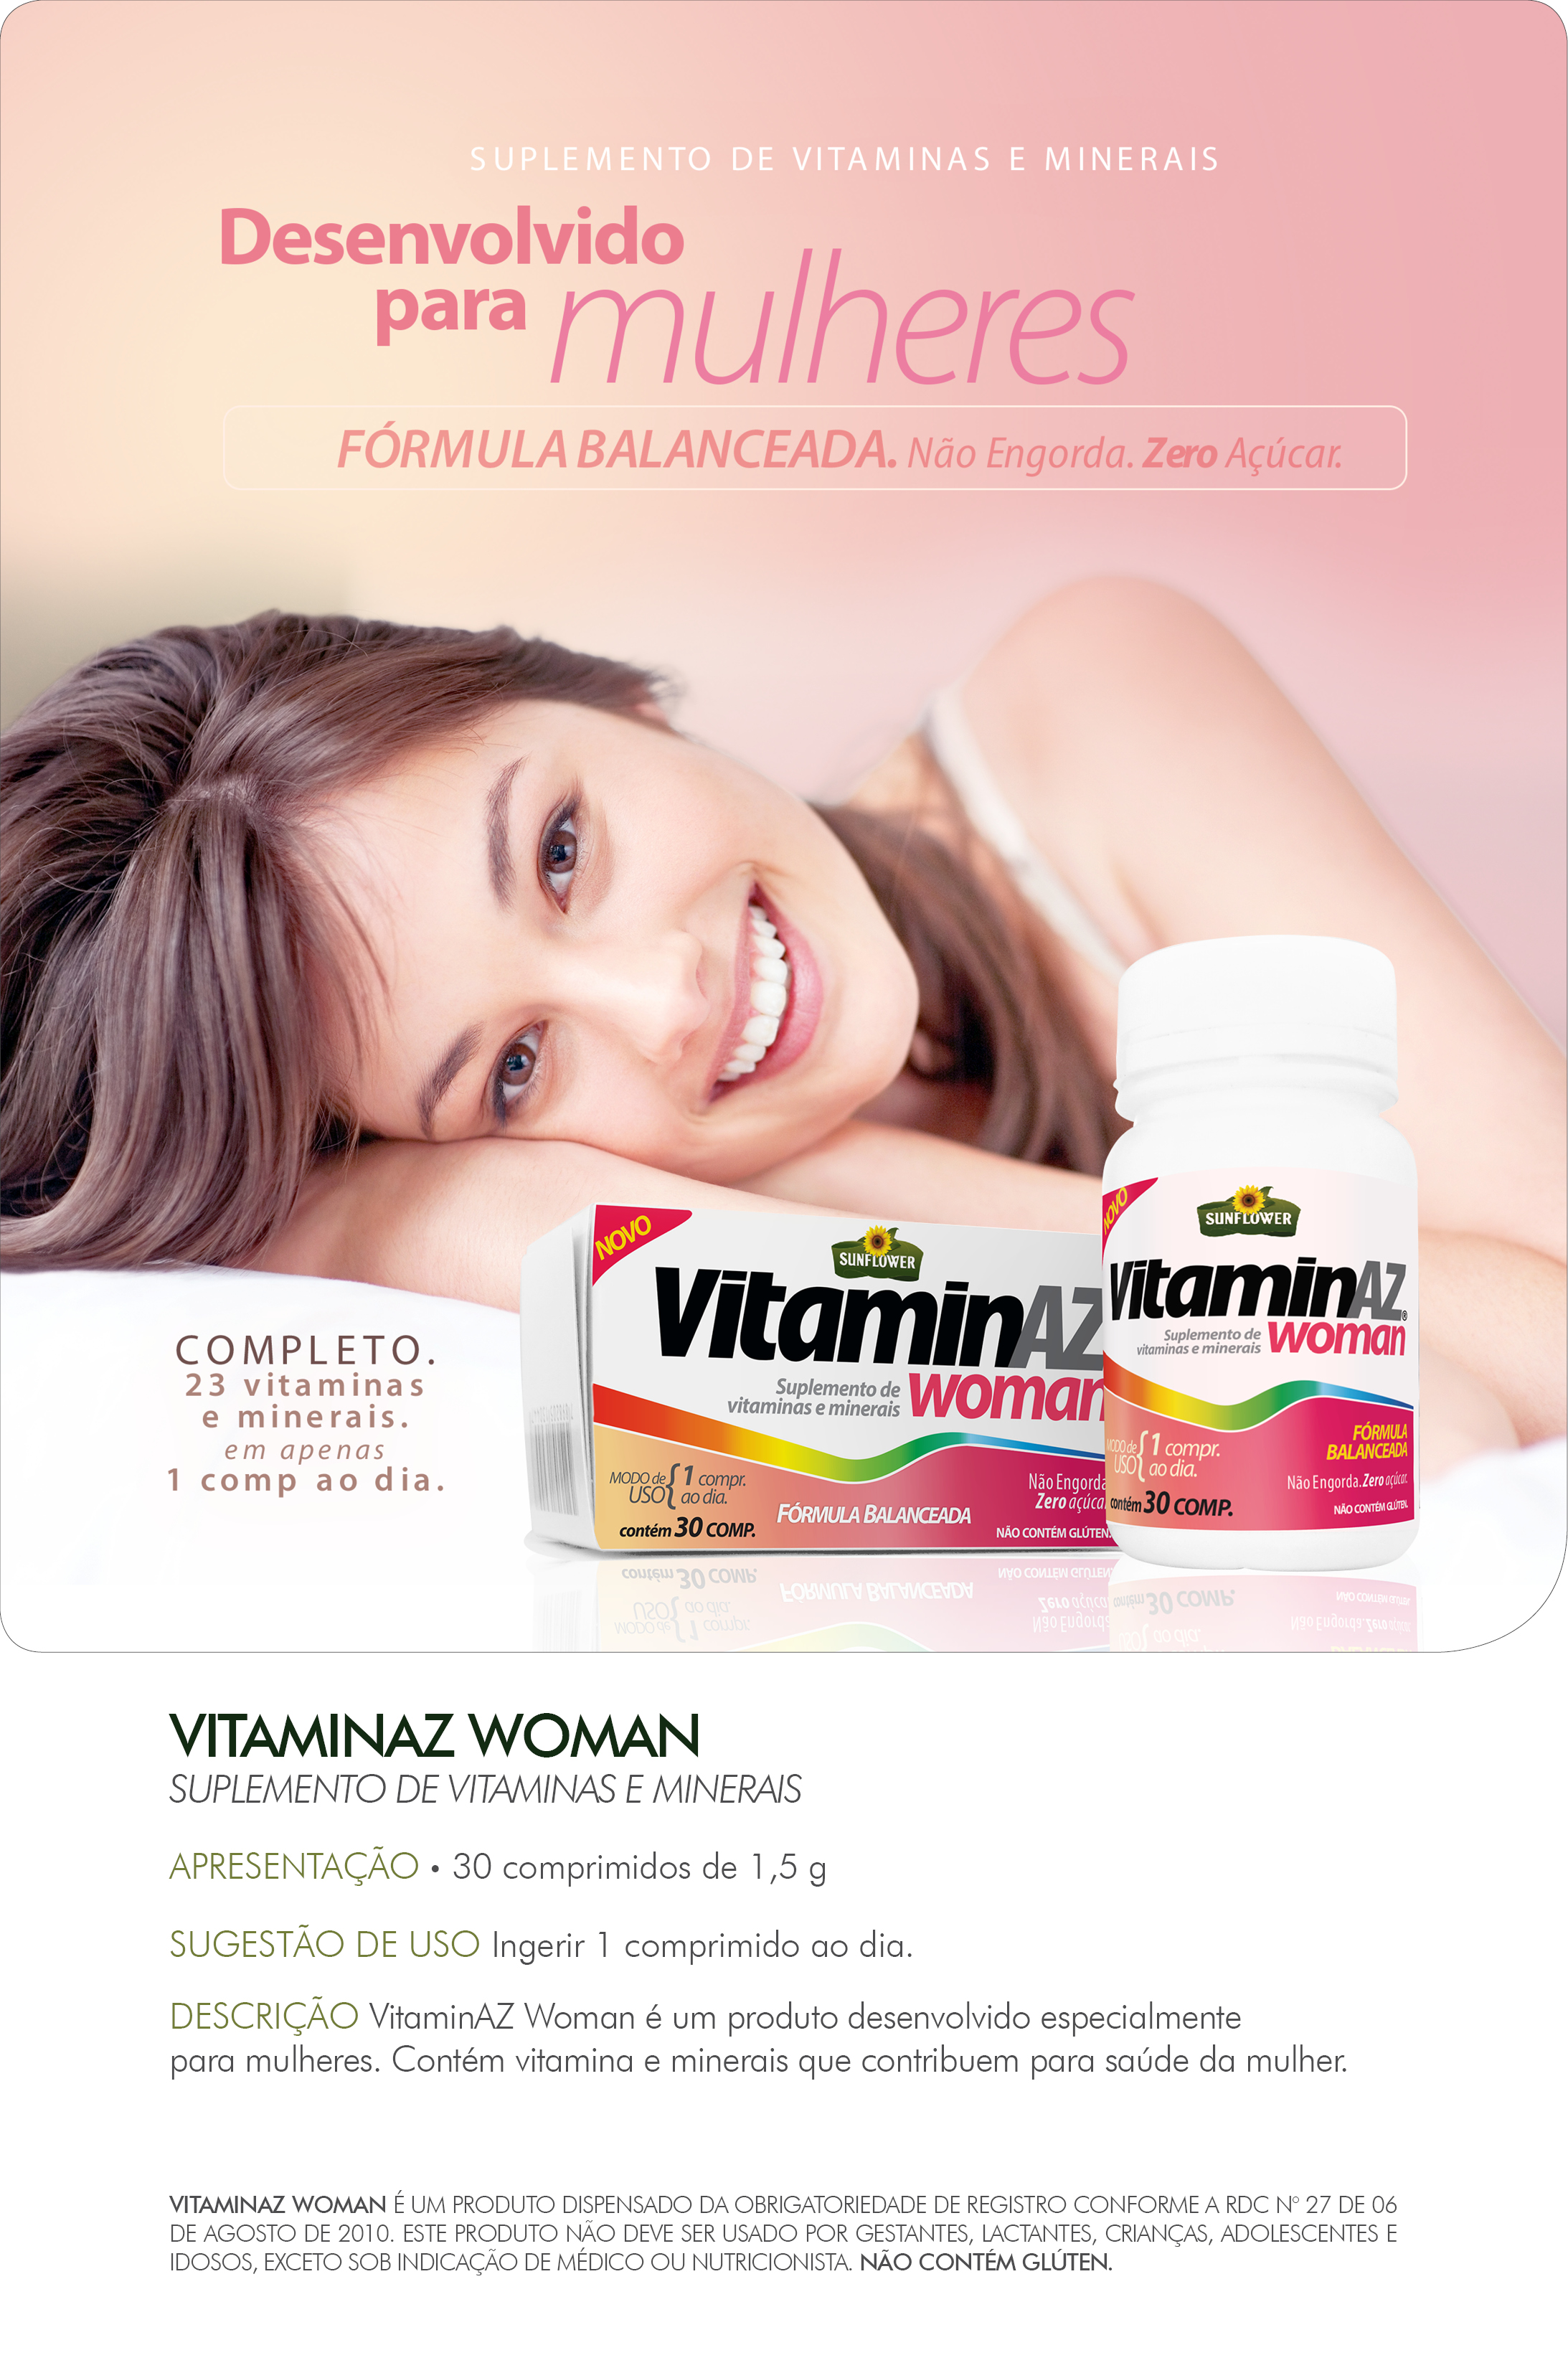 SUPLEMENTO DE VITAMINAS E MINERAIS
Desenvolvido
para mulheres
FÓRMULA BALANCEADA. Não Engorda. Zero Açúcar.
COMPLETO.
23 vitaminas
e minerais.
em apenas
1 comp ao dia.
NOVO
SUNFLOWER
VitaminAZ
Suplemento de
vitaminas e minerais
woman
MODO de USO { 1 compr. ao dia.
contém 30 COMP.
FÓRMULA BALANCEADA
Não Engorda
Zero açúca
NÃO CONTÉM GLÚTEN.
NOVO
SUNFLOWER
VitaminAZ®
Suplemento de
vitaminas e minerais
woman
MODO de USO { 1 compr. ao dia.
contém 30 COMP.
FÓRMULA
BALANCEADA
Não Engorda. Zero açúcar.
NÃO CONTÉM GLÚTEN.
VITAMINAZ WOMAN
SUPLEMENTO DE VITAMINAS E MINERAIS
APRESENTAÇÃO • 30 comprimidos de 1,5 g
SUGESTÃO DE USO Ingerir 1 comprimido ao dia.
DESCRIÇÃO VitaminAZ Woman é um produto desenvolvido especialmente
para mulheres. Contém vitamina e minerais que contribuem para saúde da mulher.
VITAMINAZ WOMAN É UM PRODUTO DISPENSADO DA OBRIGATORIEDADE DE REGISTRO CONFORME A RDC Nº 27 DE 06
DE AGOSTO DE 2010. ESTE PRODUTO NÃO DEVE SER USADO POR GESTANTES, LACTANTES, CRIANÇAS, ADOLESCENTES E
IDOSOS, EXCETO SOB INDICAÇÃO DE MÉDICO OU NUTRICIONISTA. NÃO CONTÉM GLÚTEN.